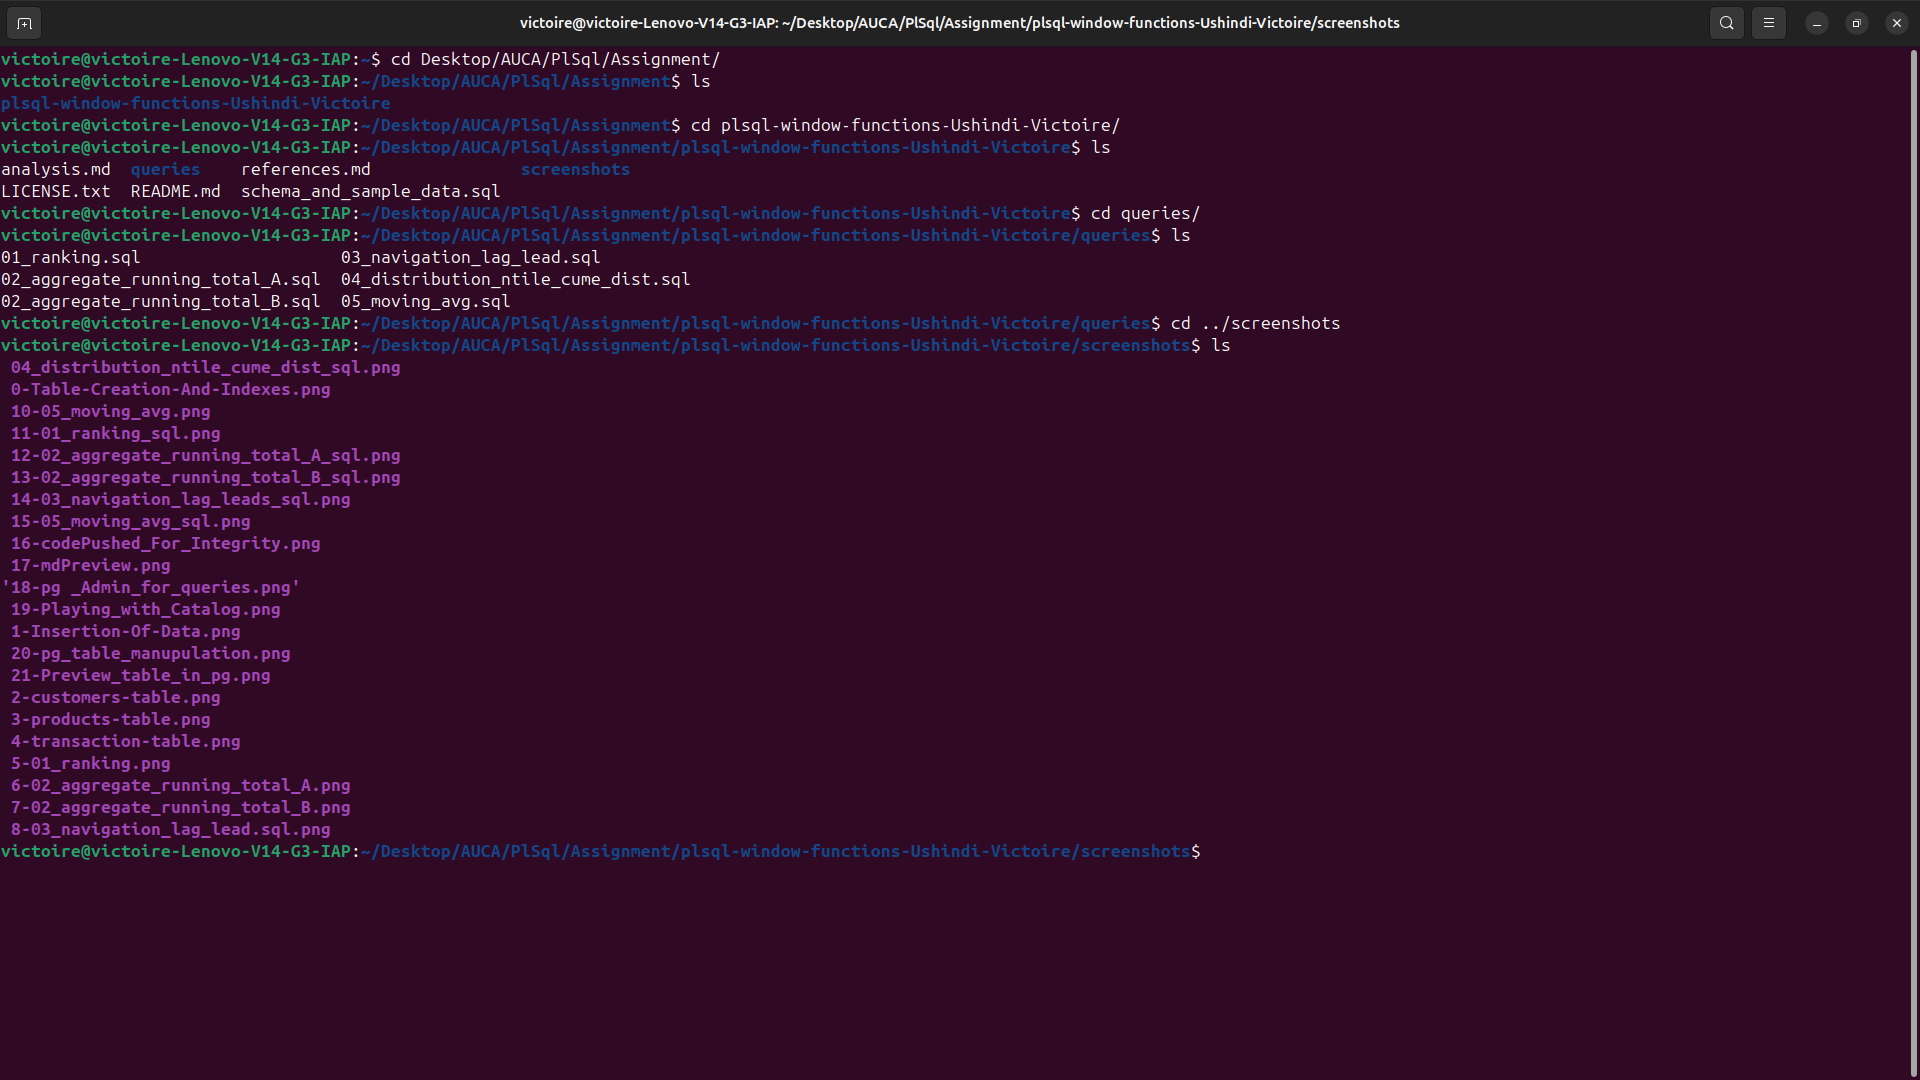 victoire@victoire-Lenovo-V14-G3-IAP: ~/Desktop/AUCA/PlSql/Assignment/plsql-window-functions-Ushindi-Victoire/screenshots
victoire@victoire-Lenovo-V14-G3-IAP:~$ cd Desktop/AUCA/PlSql/Assignment/
victoire@victoire-Lenovo-V14-G3-IAP:~/Desktop/AUCA/PlSql/Assignment$ ls
plsql-window-functions-Ushindi-Victoire
victoire@victoire-Lenovo-V14-G3-IAP:~/Desktop/AUCA/PlSql/Assignment$ cd plsql-window-functions-Ushindi-Victoire/
victoire@victoire-Lenovo-V14-G3-IAP:~/Desktop/AUCA/PlSql/Assignment/plsql-window-functions-Ushindi-Victoire$ ls
analysis.md  queries    references.md               screenshots
LICENSE.txt  README.md  schema_and_sample_data.sql
victoire@victoire-Lenovo-V14-G3-IAP:~/Desktop/AUCA/PlSql/Assignment/plsql-window-functions-Ushindi-Victoire$ cd queries/
victoire@victoire-Lenovo-V14-G3-IAP:~/Desktop/AUCA/PlSql/Assignment/plsql-window-functions-Ushindi-Victoire/queries$ ls
01_ranking.sql                    03_navigation_lag_lead.sql
02_aggregate_running_total_A.sql  04_distribution_ntile_cume_dist.sql
02_aggregate_running_total_B.sql  05_moving_avg.sql
victoire@victoire-Lenovo-V14-G3-IAP:~/Desktop/AUCA/PlSql/Assignment/plsql-window-functions-Ushindi-Victoire/queries$ cd ../screenshots
victoire@victoire-Lenovo-V14-G3-IAP:~/Desktop/AUCA/PlSql/Assignment/plsql-window-functions-Ushindi-Victoire/screenshots$ ls
04_distribution_ntile_cume_dist_sql.png
0-Table-Creation-And-Indexes.png
10-05_moving_avg.png
11-01_ranking_sql.png
12-02_aggregate_running_total_A_sql.png
13-02_aggregate_running_total_B_sql.png
14-03_navigation_lag_leads_sql.png
15-05_moving_avg_sql.png
16-codePushed_For_Integrity.png
17-mdPreview.png
'18-pg _Admin_for_queries.png'
19-Playing_with_Catalog.png
1-Insertion-Of-Data.png
20-pg_table_manupulation.png
21-Preview_table_in_pg.png
2-customers-table.png
3-products-table.png
4-transaction-table.png
5-01_ranking.png
6-02_aggregate_running_total_A.png
7-02_aggregate_running_total_B.png
8-03_navigation_lag_lead.sql.png
victoire@victoire-Lenovo-V14-G3-IAP:~/Desktop/AUCA/PlSql/Assignment/plsql-window-functions-Ushindi-Victoire/screenshots$